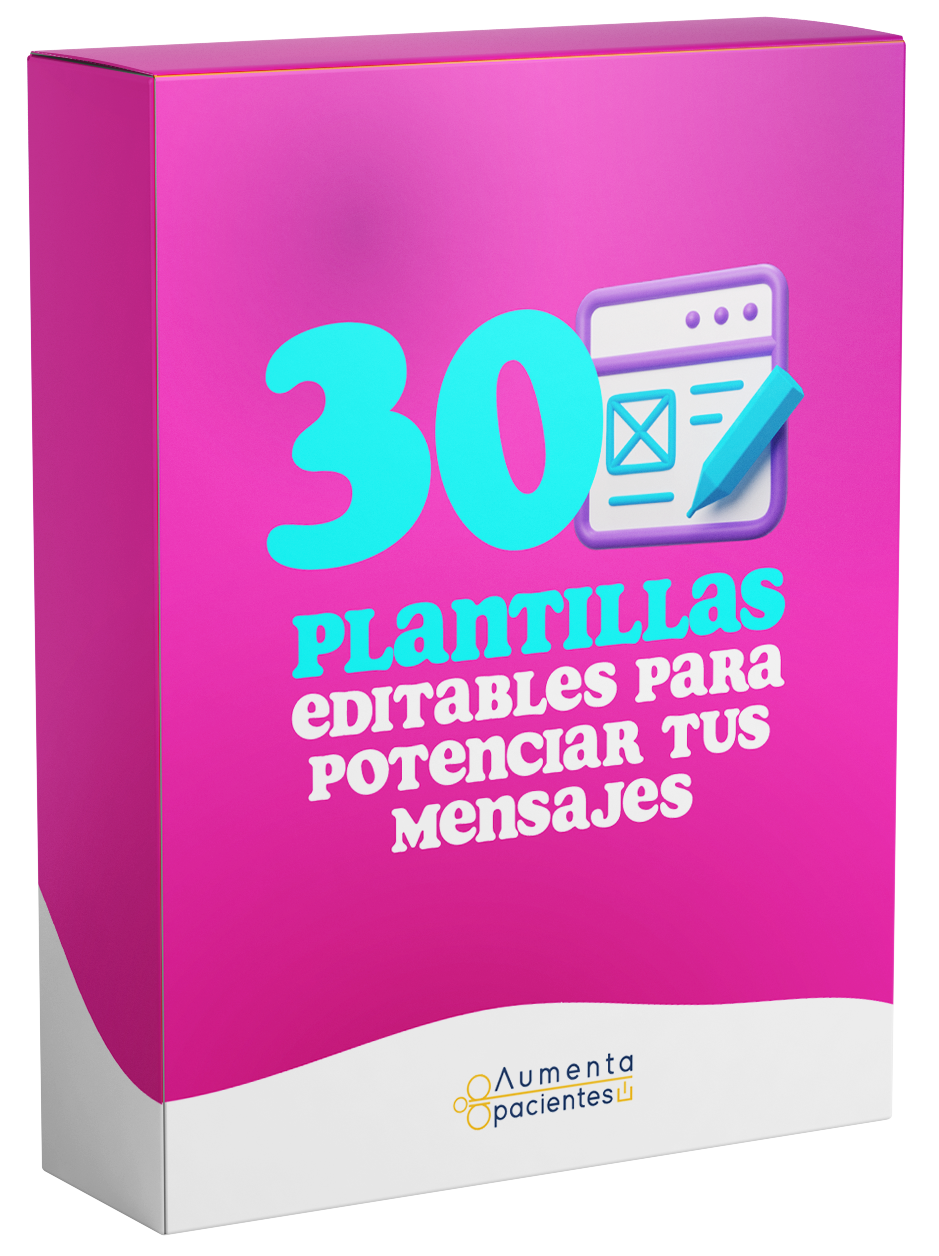 30
PLANTILLAS
EDITABLES PARA
POTENCIAR TUS
MENSAJES
Aumenta
pacientes